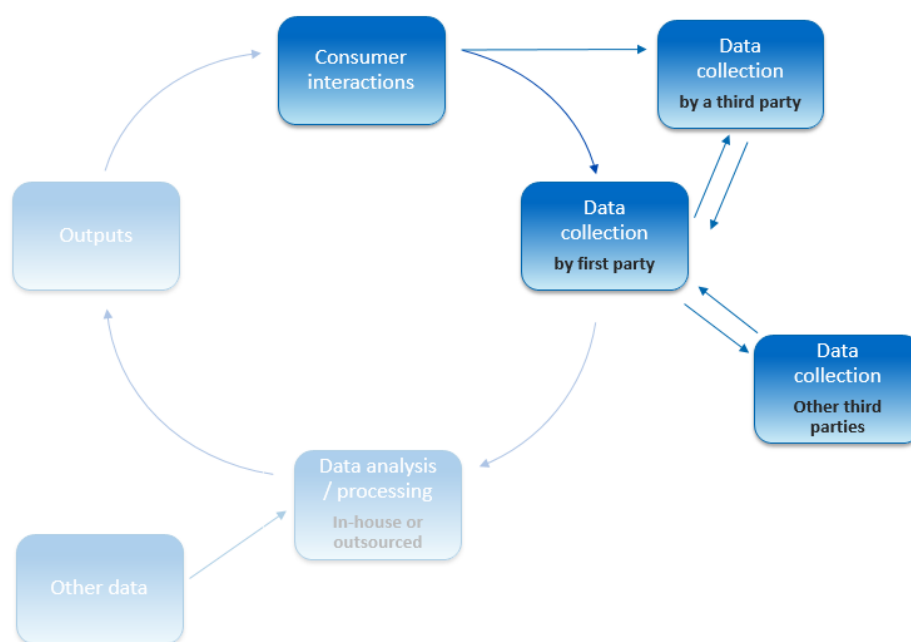 Consumer
interactions
Data
collection
by a third party
Data
collection
by first party
Outputs
Data
collection
Other third
parties
Data analysis
/ processing
In-house or
outsourced
Other data